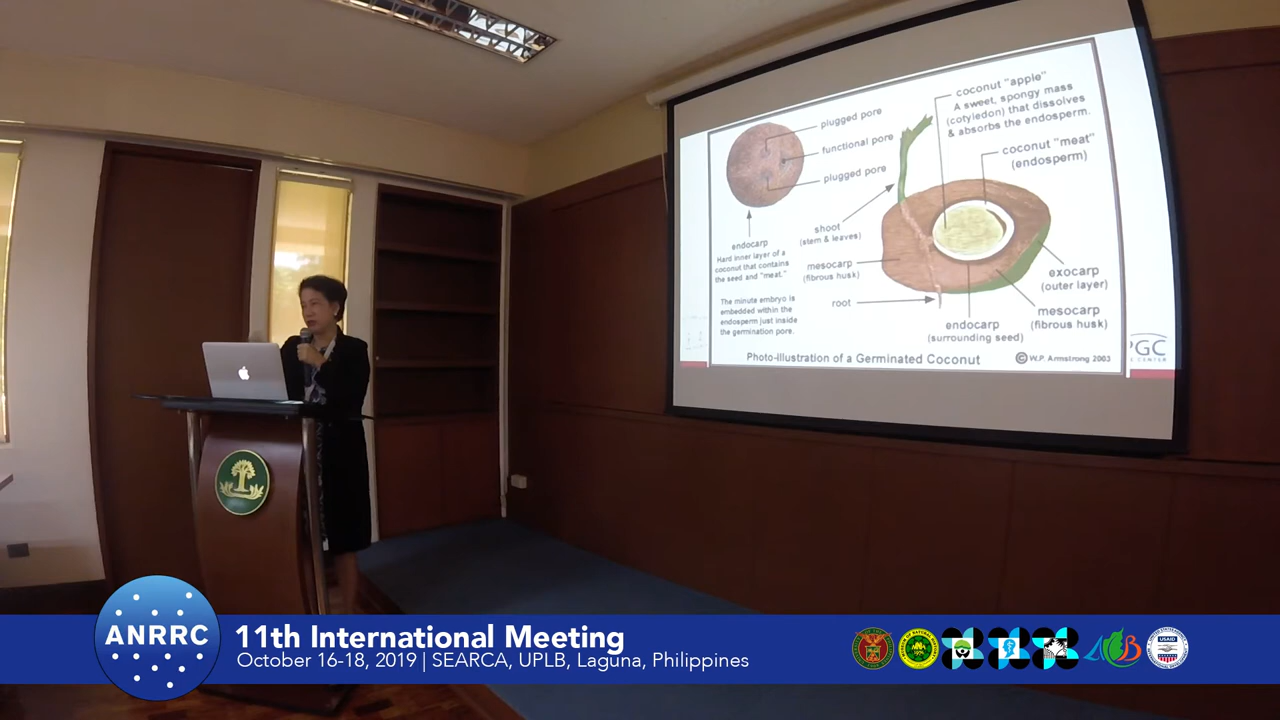 plugged pore
functional pore
plugged pore
endocarp
Hard inner layer of a
coconut that contains
the seed and "meat."
The minute embryo is
embedded within the
endosperm just inside
the germination pore.
coconut "apple"
A sweet, spongy mass
(cotyledon) that dissolves
& absorbs the endosperm.
coconut "meat"
(endosperm)
shoot
(stem & leaves)
mesocarp
(fibrous husk)
root
exocarp
(outer layer)
mesocarp
(fibrous husk)
endocarp
(surrounding seed)
Photo-Illustration of a Germinated Coconut
© W.P. Armstrong 2003
PGC
CENTER
ANRRC
11th International Meeting
October 16-18, 2019 | SEARCA, UPLB, Laguna, Philippines
USAID